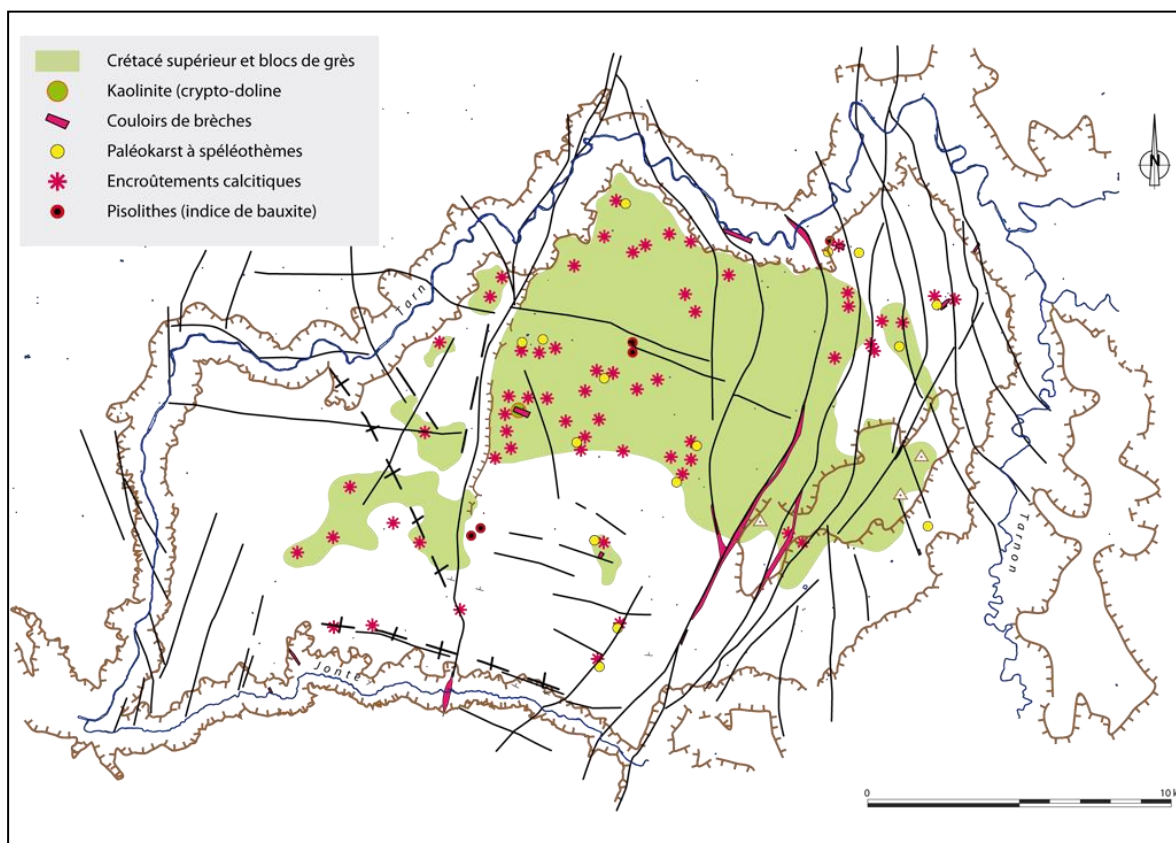 Crétacé supérieur et blocs de grès
Kaolinite (crypto-doline
Couloirs de brèches
Paléokarst à spéléothèmes
Encroûtements calcitiques
Pisolithes (indice de bauxite)
N
Tarn
Tarnon
Jonte
0
10 k